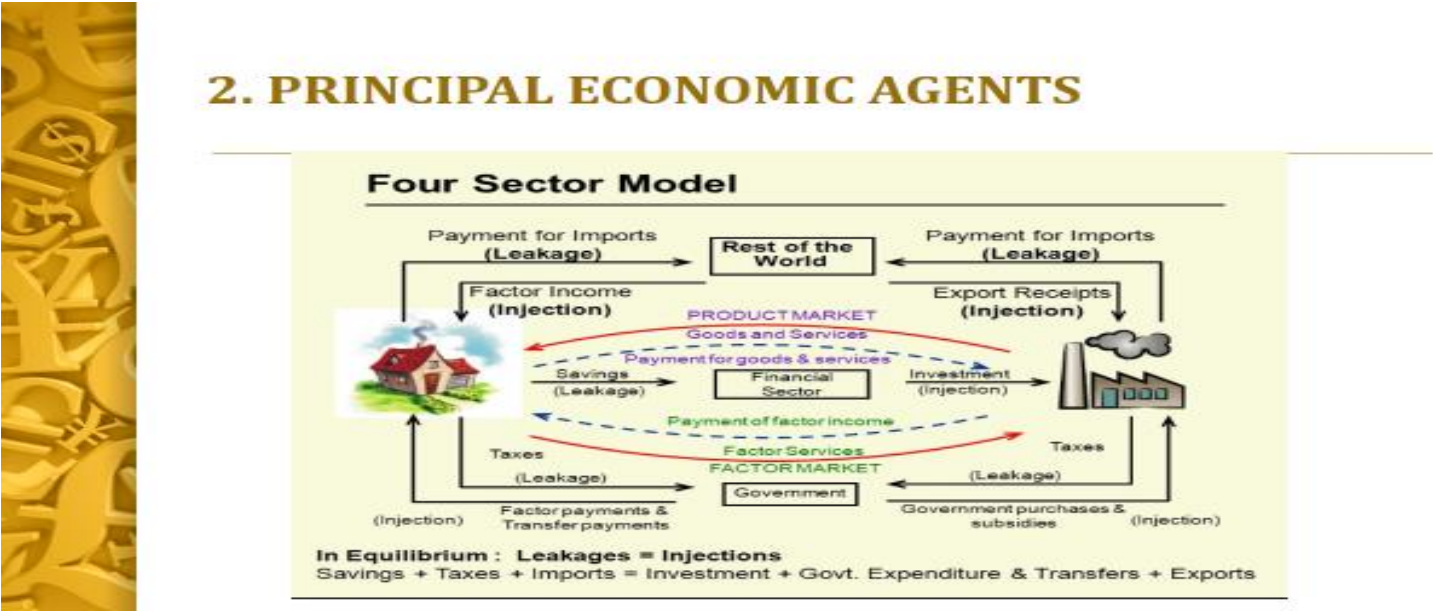 2. PRINCIPAL ECONOMIC AGENTS
Four Sector Model
Payment for Imports
(Leakage)
Rest of the
World
Payment for Imports
(Leakage)
Factor Income
(Injection)
Export Receipts
(Injection)
PRODUCT MARKET
Goods and Services
Payment for goods & services
Savings
(Leakage)
Financial
Sector
Investment
(Injection)
Payment of factor income
Factor Services
FACTOR MARKET
Taxes
(Leakage)
Government
Taxes
(Leakage)
(Injection)
Factor payments &
Transfer payments
Government purchases &
subsidies
(Injection)
In Equilibrium : Leakages = Injections
Savings + Taxes + Imports = Investment + Govt. Expenditure & Transfers + Exports